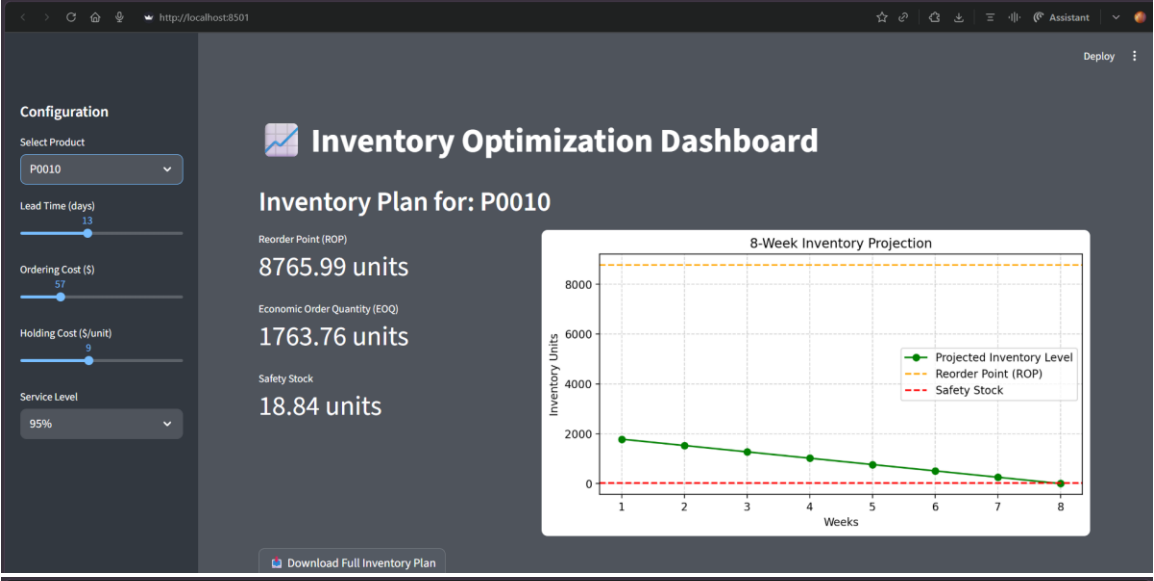 http://localhost:8501
Assistant
Deploy
Configuration
Select Product
P0010
Lead Time (days)
13
Ordering Cost ($)
57
Holding Cost ($/unit)
9
Service Level
95%
Inventory Optimization Dashboard
Inventory Plan for: P0010
Reorder Point (ROP)
8765.99 units
Economic Order Quantity (EOQ)
1763.76 units
Safety Stock
18.84 units
8-Week Inventory Projection
Inventory Units
8000
6000
4000
2000
0
Projected Inventory Level
Reorder Point (ROP)
Safety Stock
1 2 3 4 5 6 7 8
Weeks
Download Full Inventory Plan